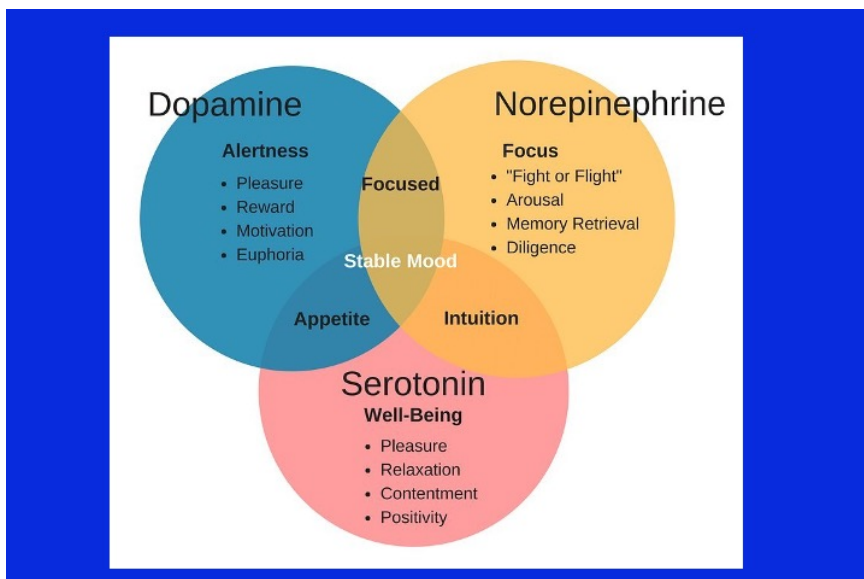 Dopamine
Alertness
• Pleasure
• Reward
• Motivation
• Euphoria
Norepinephrine
Focus
• "Fight or Flight"
• Arousal
• Memory Retrieval
• Diligence
Focused
Stable Mood
Appetite
Intuition
Serotonin
Well-Being
• Pleasure
• Relaxation
• Contentment
• Positivity